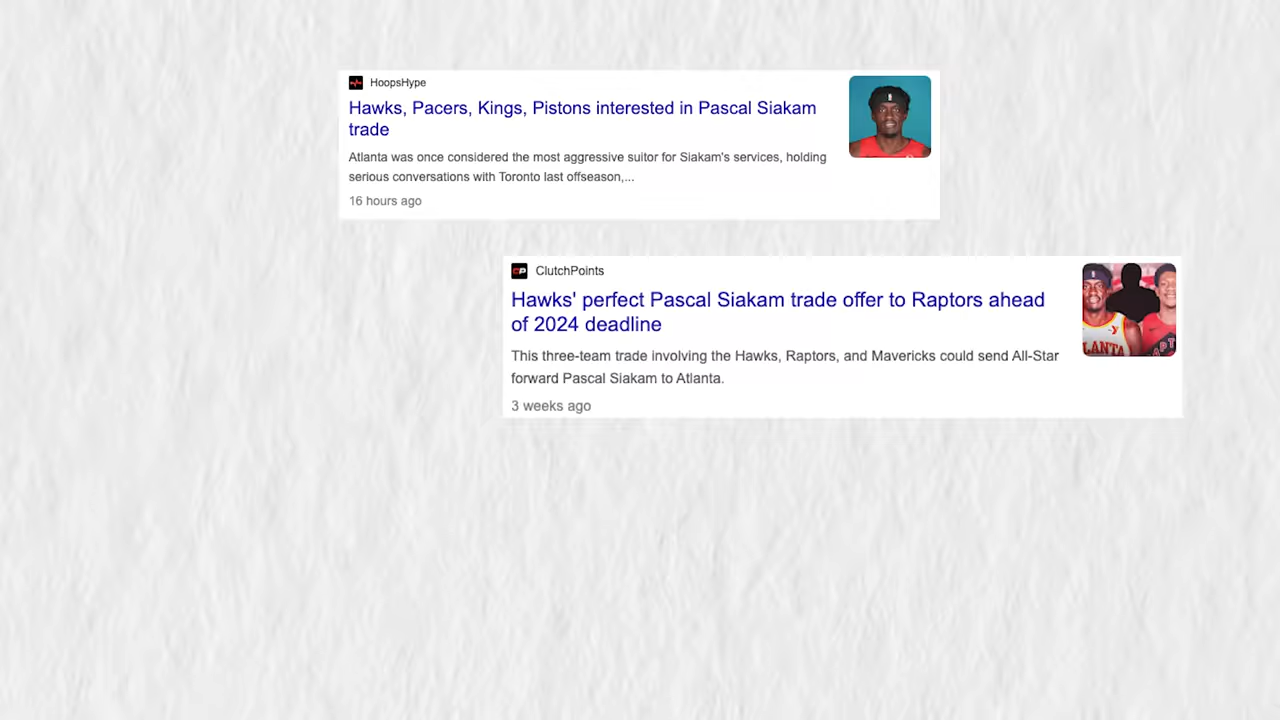 HoopsHype
Hawks, Pacers, Kings, Pistons interested in Pascal Siakam
trade
Atlanta was once considered the most aggressive suitor for Siakam's services, holding
serious conversations with Toronto last offseason,...
16 hours ago
CP ClutchPoints
Hawks' perfect Pascal Siakam trade offer to Raptors ahead
of 2024 deadline
This three-team trade involving the Hawks, Raptors, and Mavericks could send All-Star
forward Pascal Siakam to Atlanta.
3 weeks ago
LANTA